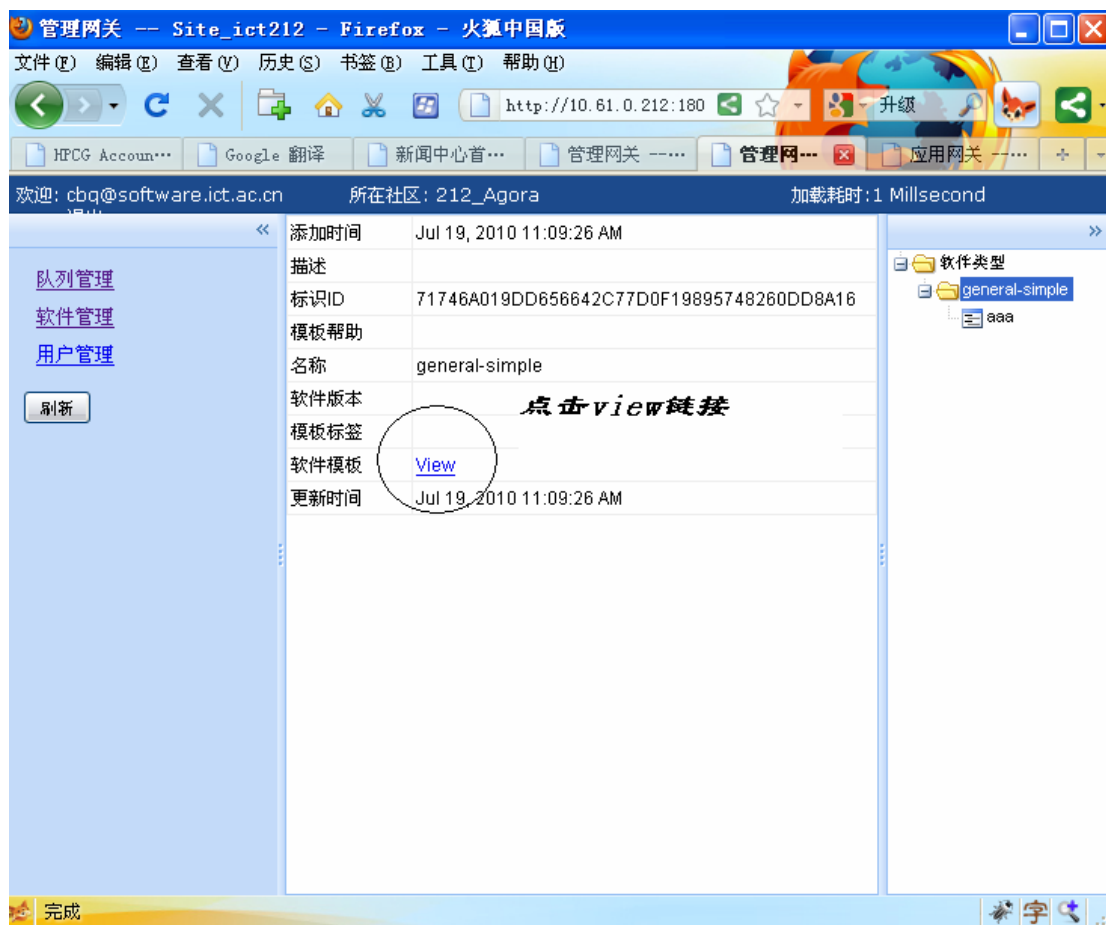 管理网关 -- Site_ict212 - Firefox - 火狐中国版
文件(F) 编辑(E) 查看(V) 历史(S) 书签(B) 工具(T) 帮助(H)
http://10.61.0.212:180 升级
HPCG Accoun··· Google 翻译 新闻中心首··· 管理网关 --··· 管理网··· 应用网关 --···
欢迎: cbq@software.ict.ac.cn 所在社区: 212_Agora 加载耗时:1 Millsecond
队列管理
软件管理
用户管理
刷新
添加时间 Jul 19, 2010 11:09:26 AM
描述
标识ID 71746A019DD656642C77D0F19895748260DD8A16
模板帮助
名称 general-simple
软件版本
点击view链接
模板标签
软件模板 View
更新时间 Jul 19, 2010 11:09:26 AM
软件类型
general-simple
aaa
完成 字